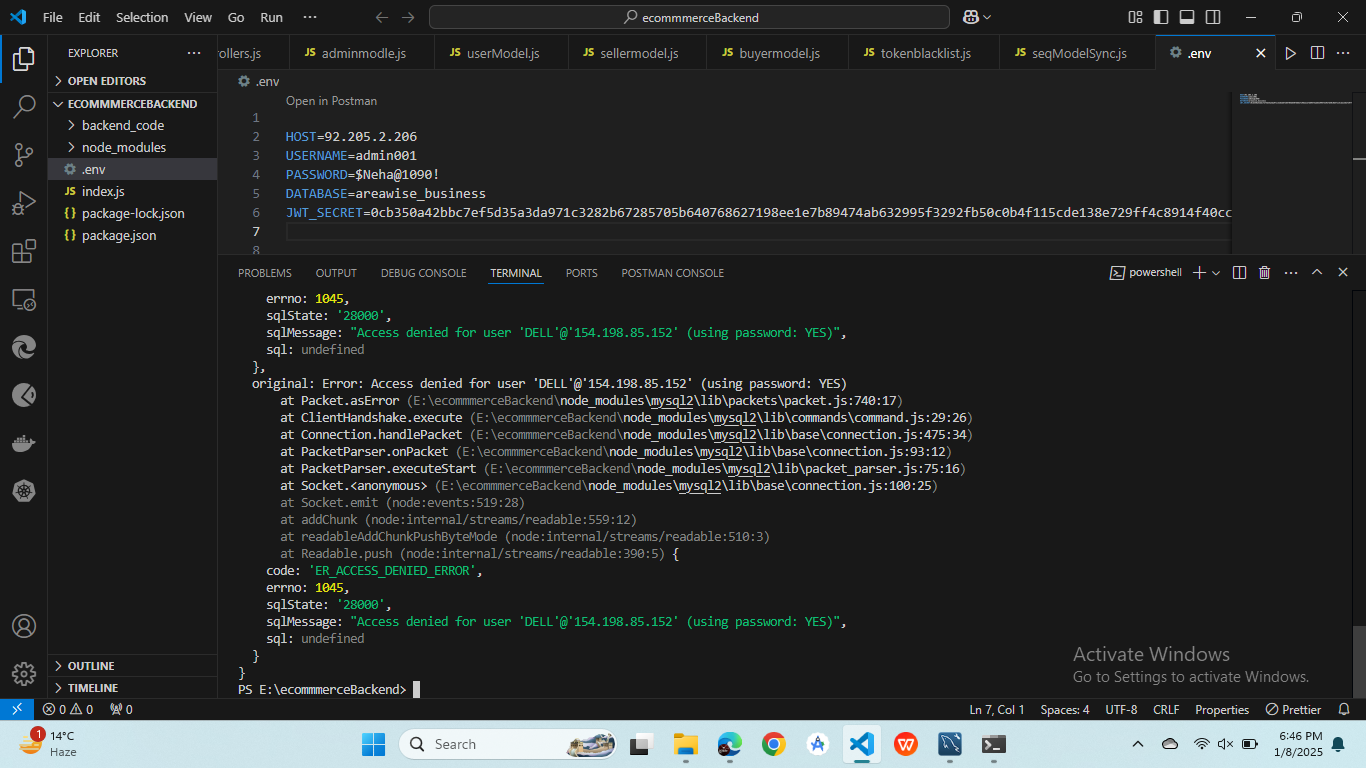 File Edit Selection View Go Run ··· ecommmerceBackend
EXPLORER ···
OPEN EDITORS
ECOMMMERCEBACKEND
backend_code
node_modules
.env
JS index.js
{} package-lock.json
{} package.json
OUTLINE
TIMELINE
rollers.js JS adminmodle.js JS userModel.js JS sellermodel.js JS buyermodel.js JS tokenblacklist.js JS seqModelSync.js .env
.env
Open in Postman
1
2 HOST=92.205.2.206
3 USERNAME=admin001
4 PASSWORD=$Neha@1090!
5 DATABASE=areawise_business
6 JWT_SECRET=0cb350a42bbc7ef5d35a3da971c3282b67285705b640768627198ee1e7b89474ab632995f3292fb50c0b4f115cde138e729ff4c8914f40cc
7
8
PROBLEMS OUTPUT DEBUG CONSOLE TERMINAL PORTS POSTMAN CONSOLE powershell
errno: 1045,
sqlState: '28000',
sqlMessage: "Access denied for user 'DELL'@'154.198.85.152' (using password: YES)",
sql: undefined
},
original: Error: Access denied for user 'DELL'@'154.198.85.152' (using password: YES)
at Packet.asError (E:\ecommmerceBackend\node_modules\mysql2\lib\packets\packet.js:740:17)
at ClientHandshake.execute (E:\ecommmerceBackend\node_modules\mysql2\lib\commands\command.js:29:26)
at Connection.handlePacket (E:\ecommmerceBackend\node_modules\mysql2\lib\base\connection.js:475:34)
at PacketParser.onPacket (E:\ecommmerceBackend\node_modules\mysql2\lib\base\connection.js:93:12)
at PacketParser.executeStart (E:\ecommmerceBackend\node_modules\mysql2\lib\packet_parser.js:75:16)
at Socket.<anonymous> (E:\ecommmerceBackend\node_modules\mysql2\lib\base\connection.js:100:25)
at Socket.emit (node:events:519:28)
at addChunk (node:internal/streams/readable:559:12)
at readableAddChunkPushByteMode (node:internal/streams/readable:510:3)
at Readable.push (node:internal/streams/readable:390:5) {
code: 'ER_ACCESS_DENIED_ERROR',
errno: 1045,
sqlState: '28000',
sqlMessage: "Access denied for user 'DELL'@'154.198.85.152' (using password: YES)",
sql: undefined
}
}
PS E:\ecommmerceBackend>
Activate Windows
Go to Settings to activate Windows.
0 0 0 Ln 7, Col 1 Spaces: 4 UTF-8 CRLF Properties Prettier
1 14°C
Haze
Search
6:46 PM
1/8/2025